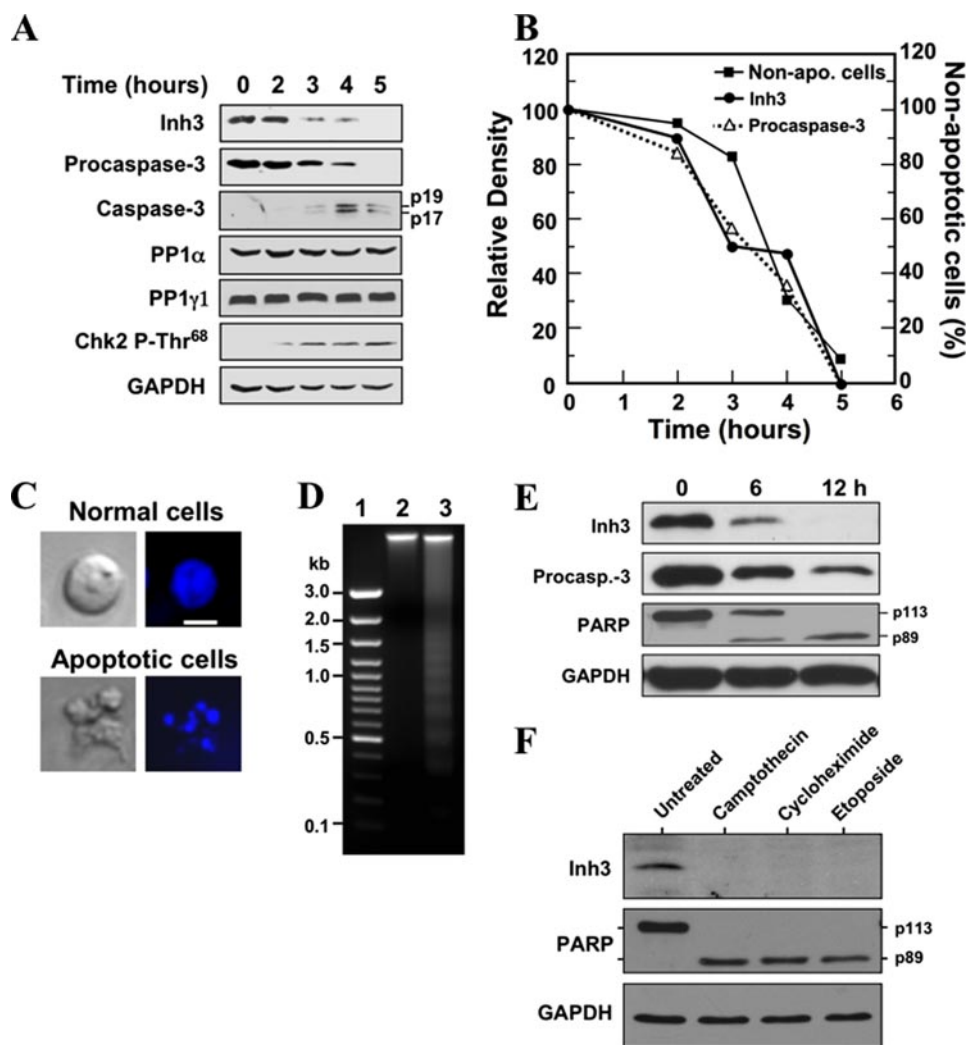 A
Time (hours) 0 2 3 4 5
Inh3
Procaspase-3
Caspase-3
p19
p17
PP1α
PP1γ1
Chk2 P-Thr⁶⁸
GAPDH
B
120
100
80
60
40
20
0
Relative Density
Non-apo. cells
Inh3
Procaspase-3
120
100
80
60
40
20
0
Non-apoptotic cells (%)
0 1 2 3 4 5 6
Time (hours)
C
Normal cells
Apoptotic cells
D
1 2 3
kb
3.0
2.0
1.5
1.0
0.5
0.1
E
0 6 12 h
Inh3
Procasp.-3
PARP
p113
p89
GAPDH
F
Untreated
Camptothecin
Cycloheximide
Etoposide
Inh3
PARP
p113
p89
GAPDH